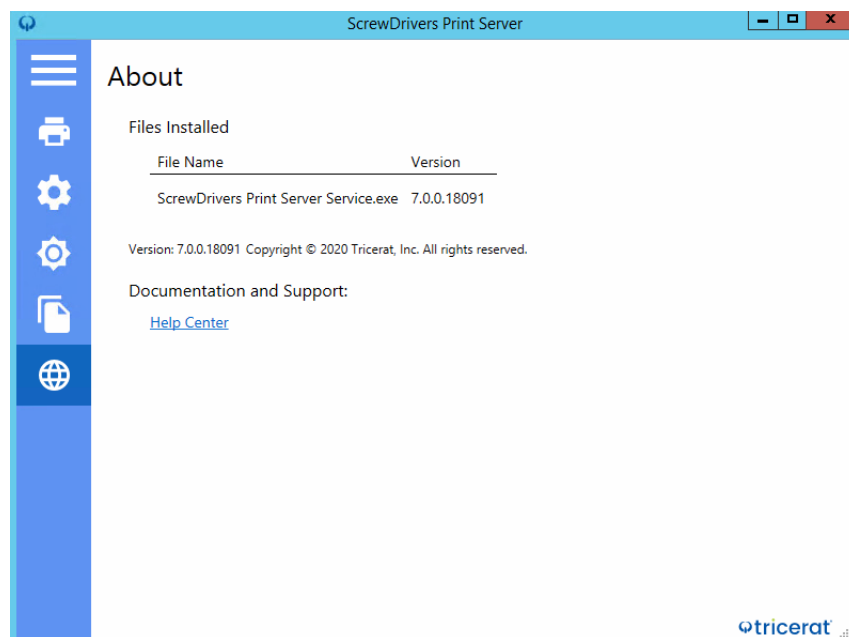 ScrewDrivers Print Server
About
Files Installed
File Name Version
ScrewDrivers Print Server Service.exe 7.0.0.18091
Version: 7.0.0.18091 Copyright © 2020 Tricerat, Inc. All rights reserved.
Documentation and Support:
Help Center
tricerat